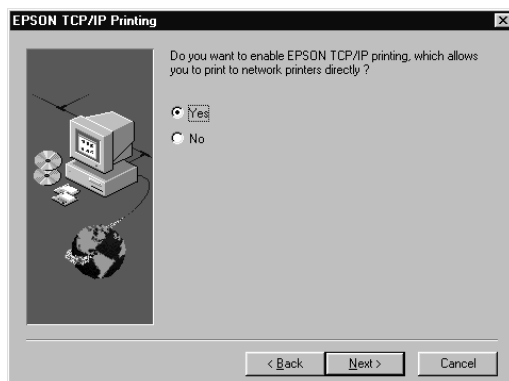 EPSON TCP/IP Printing
Do you want to enable EPSON TCP/IP printing, which allows
you to print to network printers directly ?
Yes
No
< Back
Next >
Cancel